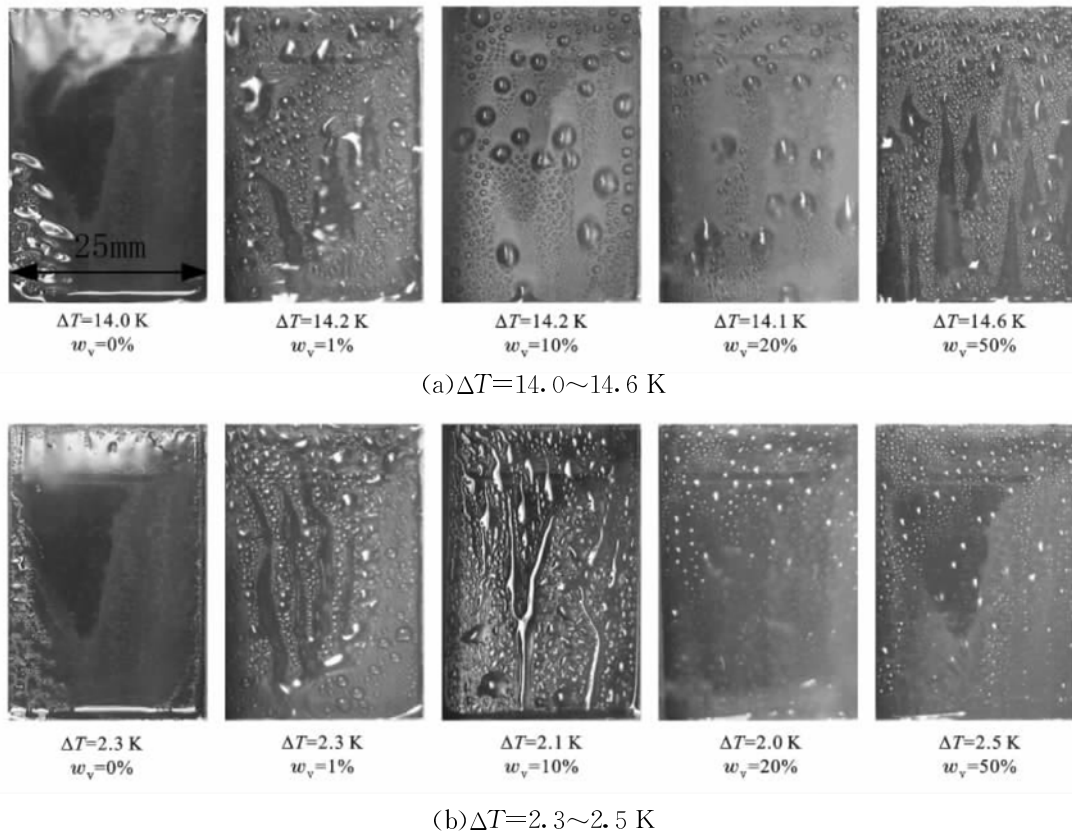 25mm
ΔT=14.0 K ΔT=14.2 K ΔT=14.2 K ΔT=14.1 K ΔT=14.6 K
w_v=0% w_v=1% w_v=10% w_v=20% w_v=50%
(a)ΔT=14.0~14.6 K
ΔT=2.3 K ΔT=2.3 K ΔT=2.1 K ΔT=2.0 K ΔT=2.5 K
w_v=0% w_v=1% w_v=10% w_v=20% w_v=50%
(b)ΔT=2.3~2.5 K